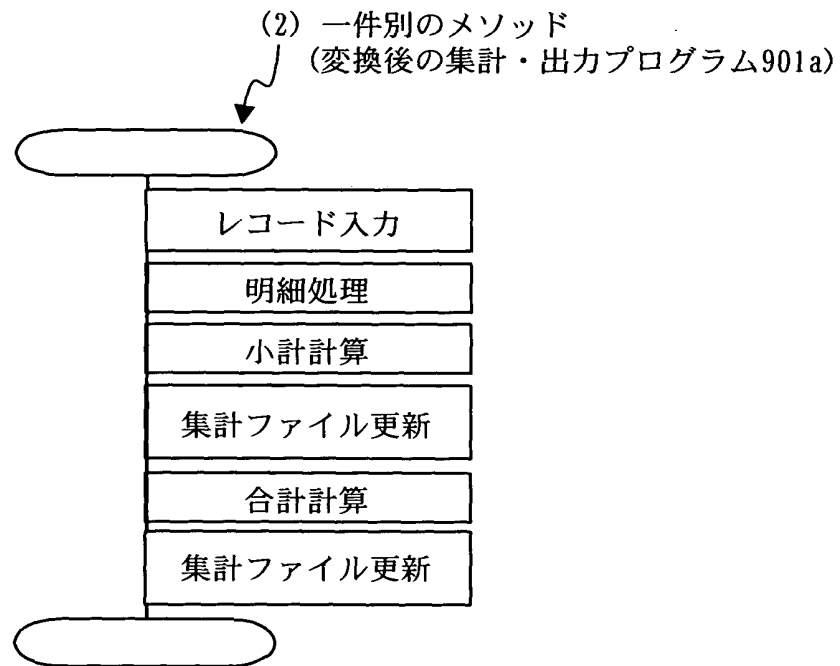 (2) 一件別のメソッド
(変換後の集計・出力プログラム901a)
レコード入力
明細処理
小計計算
集計ファイル更新
合計計算
集計ファイル更新